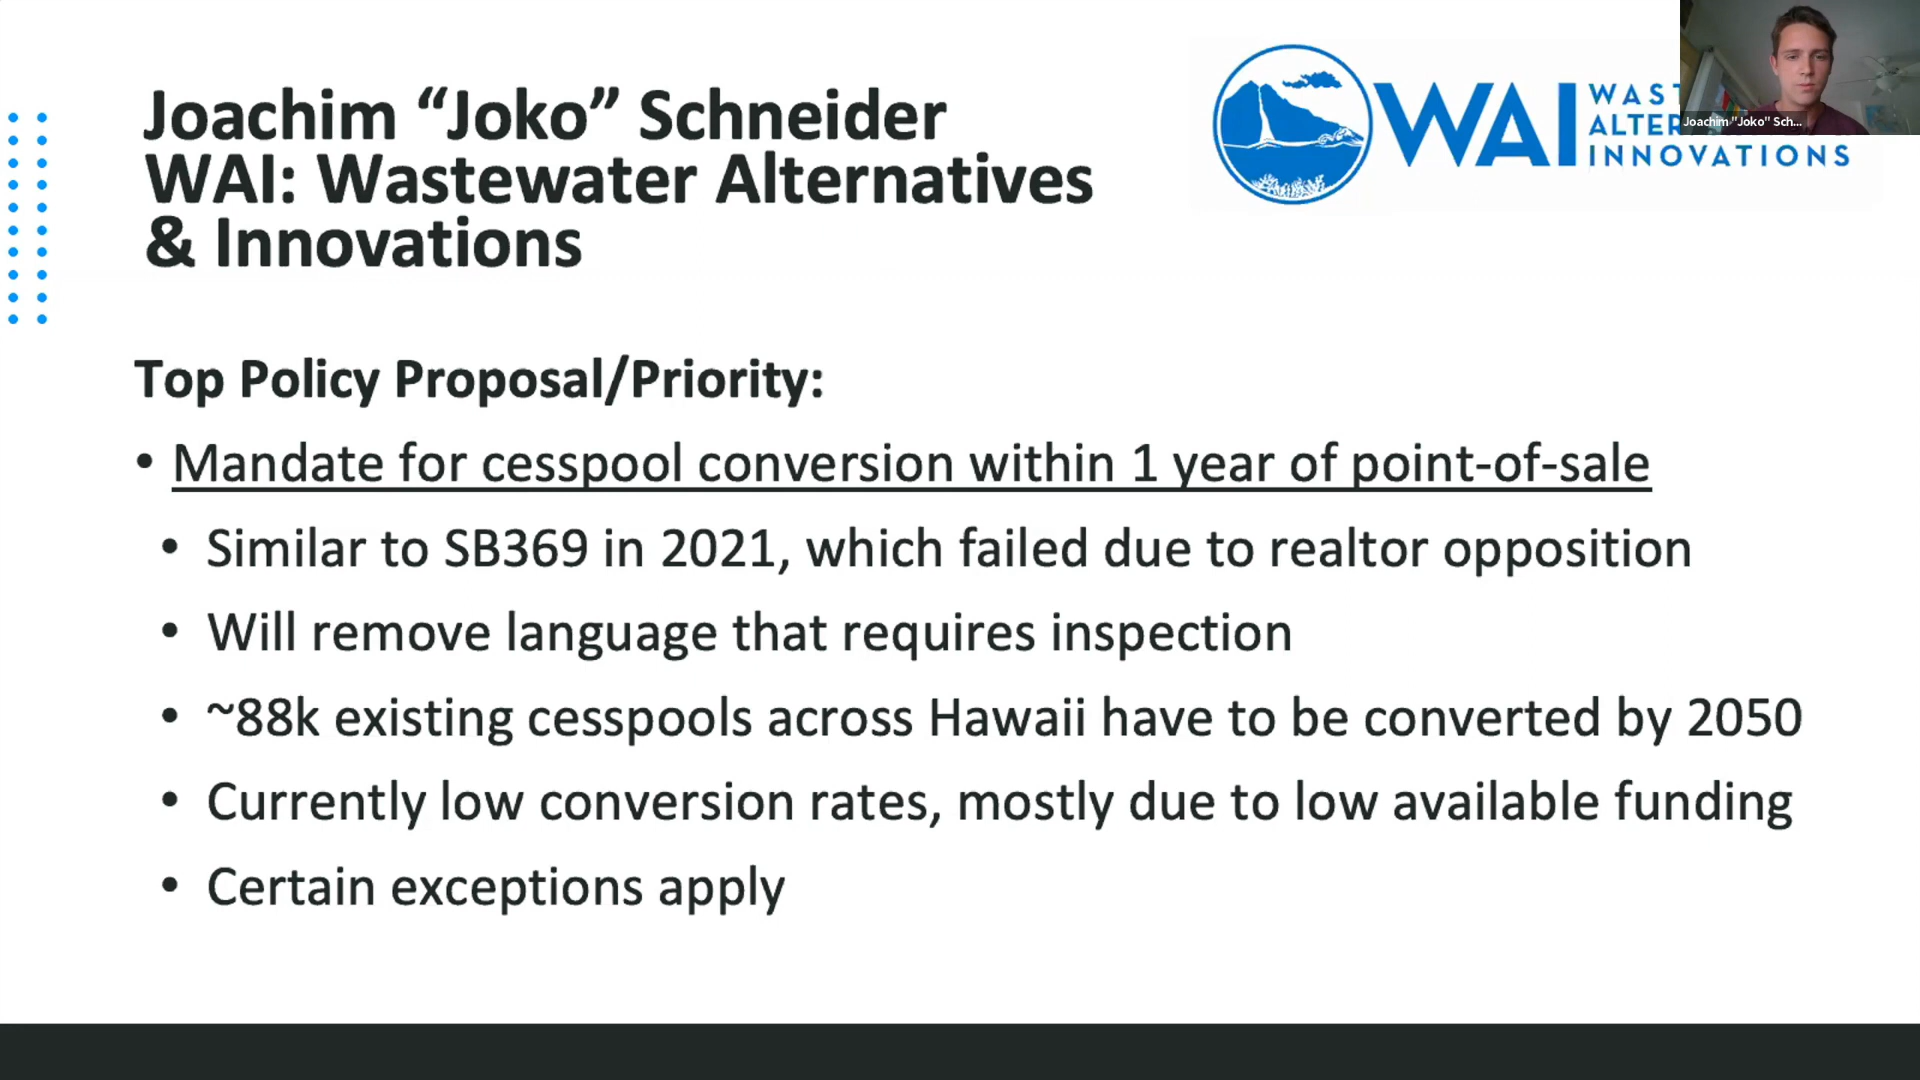 Joachim “Joko” Schneider
WAI: Wastewater Alternatives
& Innovations
WAI
INNOVATIONS
Joachim "Joko" Sch...
Top Policy Proposal/Priority:
• Mandate for cesspool conversion within 1 year of point-of-sale
• Similar to SB369 in 2021, which failed due to realtor opposition
• Will remove language that requires inspection
• ~88k existing cesspools across Hawaii have to be converted by 2050
• Currently low conversion rates, mostly due to low available funding
• Certain exceptions apply